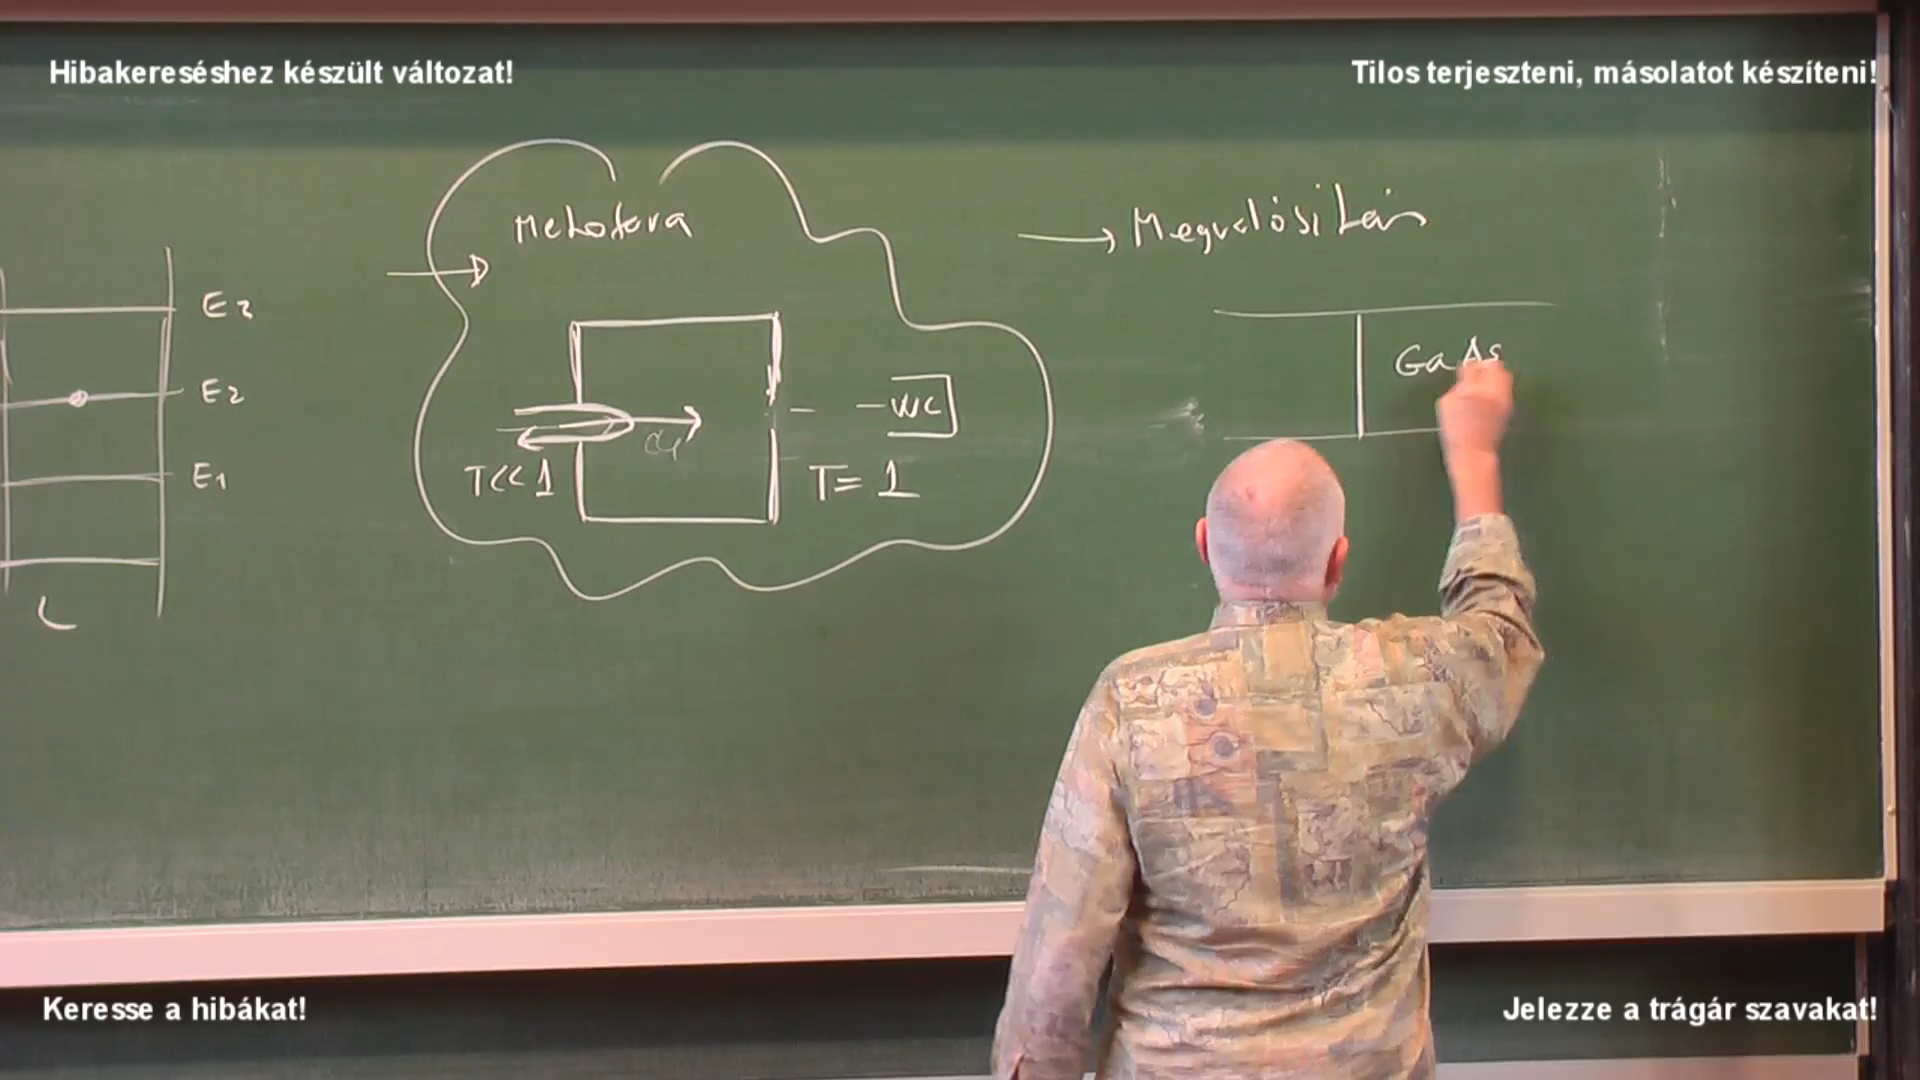 Hibakereséshez készült változat!
Tilos terjeszteni, másolatot készíteni!
Metafora
→ Megvalósítás
E2
E2
E1
L
T<<1
T= 1
WC
GaAs
Keresse a hibákat!
Jelezze a trágár szavakat!